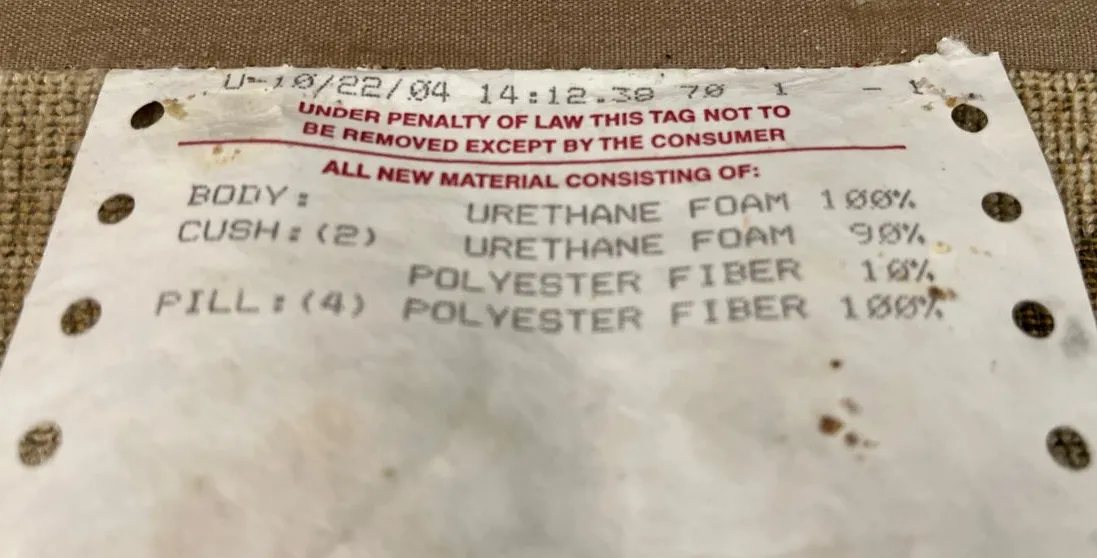 U-10/22/04 14:12.38 70 1 - 1
UNDER PENALTY OF LAW THIS TAG NOT TO
BE REMOVED EXCEPT BY THE CONSUMER
ALL NEW MATERIAL CONSISTING OF:
BODY: URETHANE FOAM 100%
CUSH:(2) URETHANE FOAM 90%
POLYESTER FIBER 10%
PILL:(4) POLYESTER FIBER 100%